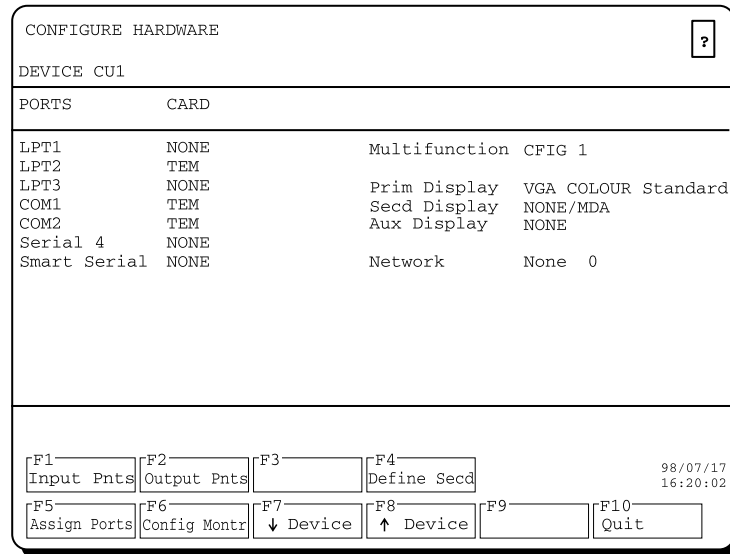 CONFIGURE HARDWARE
?
DEVICE CU1
PORTS CARD
LPT1 NONE Multifunction CFIG 1
LPT2 TEM
LPT3 NONE Prim Display VGA COLOUR Standard
COM1 TEM Secd Display NONE/MDA
COM2 TEM Aux Display NONE
Serial 4 NONE
Smart Serial NONE Network None 0
F1 F2 F3 F4
Input Pnts Output Pnts Define Secd
98/07/17
16:20:02
F5 F6 F7 F8 F9 F10
Assign Ports Config Montr ↓ Device ↑ Device Quit